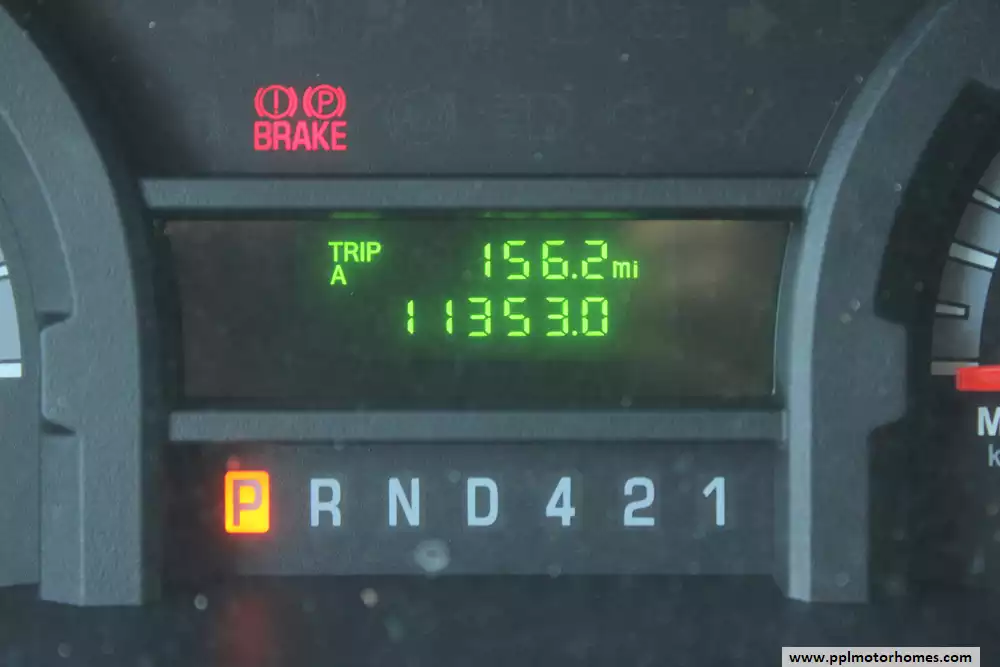 BRAKE
TRIP A 156.2 mi
11353.0
P R N D 4 2 1
www.pplmotorhomes.com